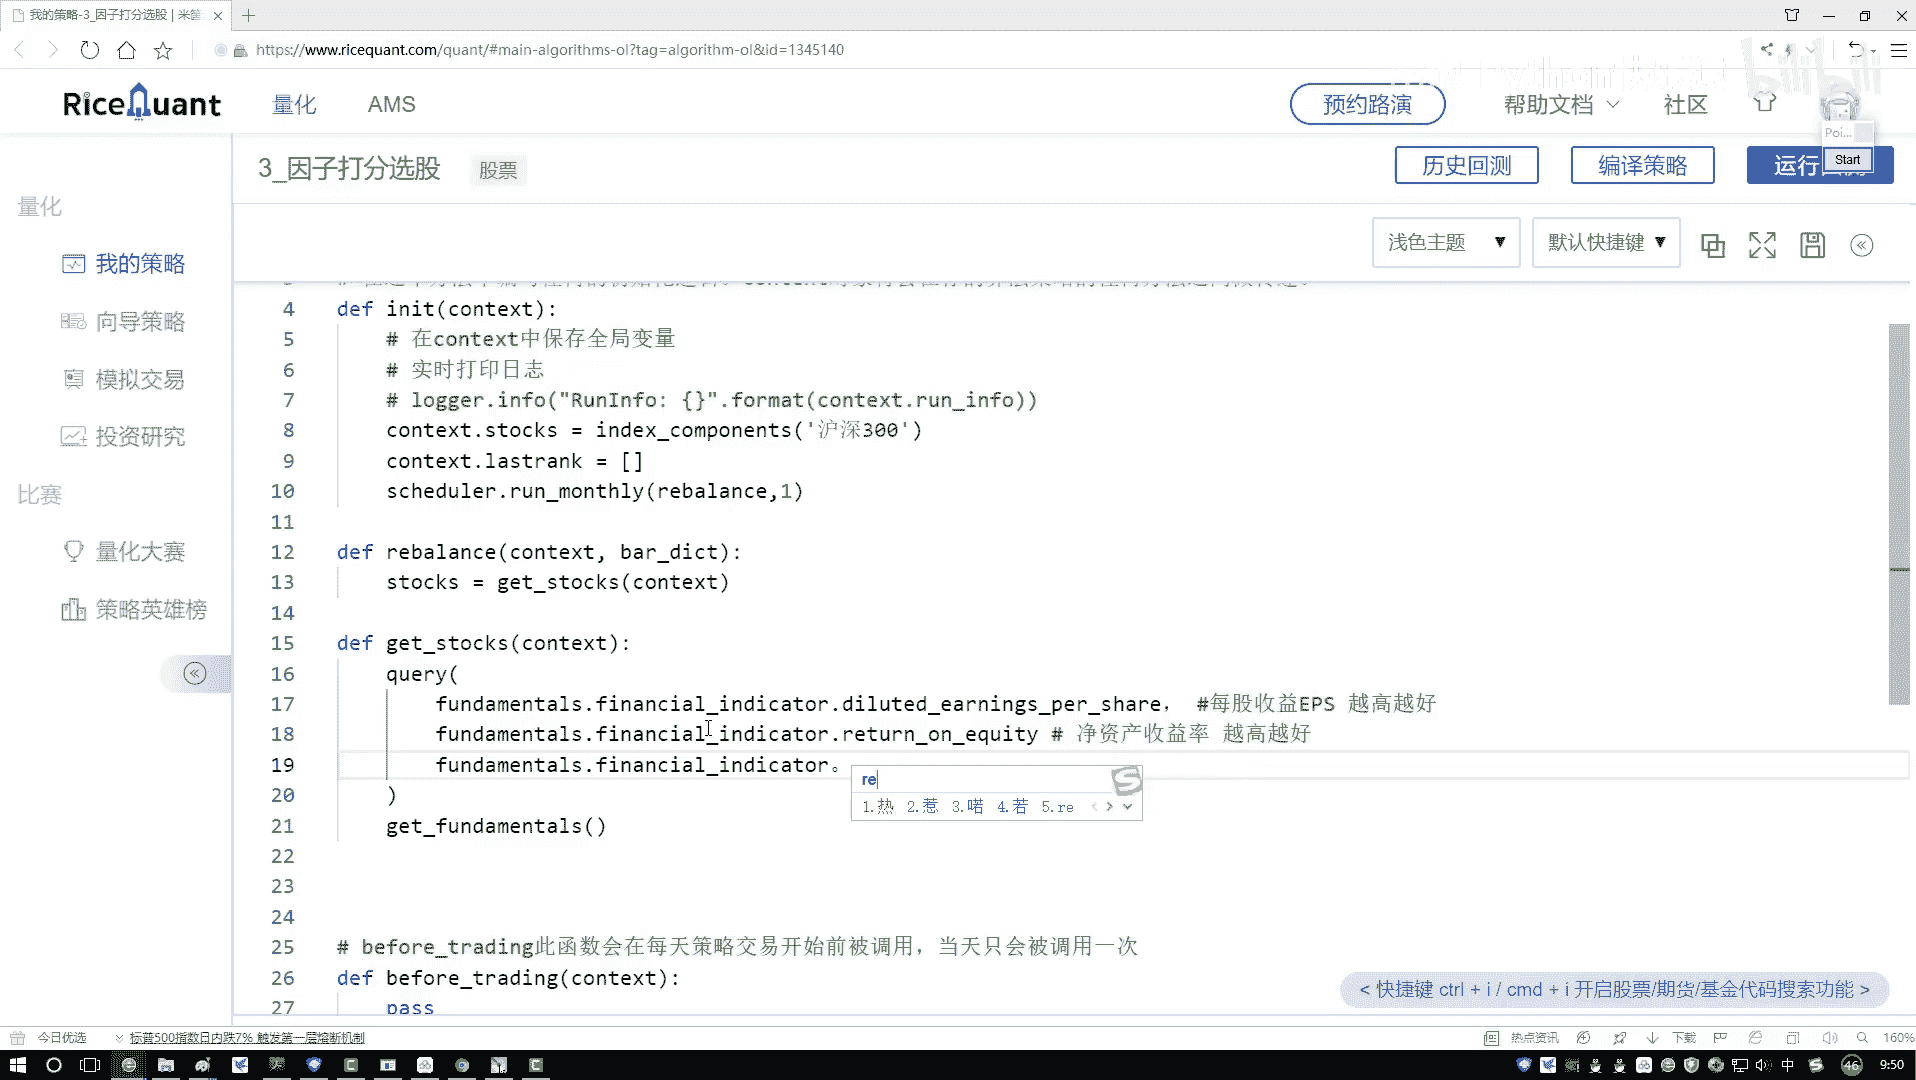 我的策略-3_因子打分选股 | 米筐
https://www.ricequant.com/quant/#main-algorithms-ol?tag=algorithm-ol&id=1345140
RiceQuant
量化
AMS
预约路演
帮助文档
社区
Poi...
Start
3_因子打分选股
股票
历史回测
编译策略
运行
浅色主题
默认快捷键
量化
我的策略
向导策略
模拟交易
投资研究
比赛
量化大赛
策略英雄榜
4 def init(context):
5 # 在context中保存全局变量
6 # 实时打印日志
7 # logger.info("RunInfo: {}".format(context.run_info))
8 context.stocks = index_components('沪深300')
9 context.lastrank = []
10 scheduler.run_monthly(rebalance,1)
11
12 def rebalance(context, bar_dict):
13 stocks = get_stocks(context)
14
15 def get_stocks(context):
16 query(
17 fundamentals.financial_indicator.diluted_earnings_per_share， #每股收益EPS 越高越好
18 fundamentals.financial_indicator.return_on_equity # 净资产收益率 越高越好
19 fundamentals.financial_indicator。
re
1.热 2.惹 3.喏 4.若 5.re
20 )
21 get_fundamentals()
22
23
24
25 # before_trading此函数会在每天策略交易开始前被调用，当天只会被调用一次
26 def before_trading(context):
27 pass
< 快捷键 ctrl + i / cmd + i 开启股票/期货/基金代码搜索功能 >
今日优选
标普500指数日内跌7% 触发第一层熔断机制
热点资讯
下载
160%
中
46
9:50